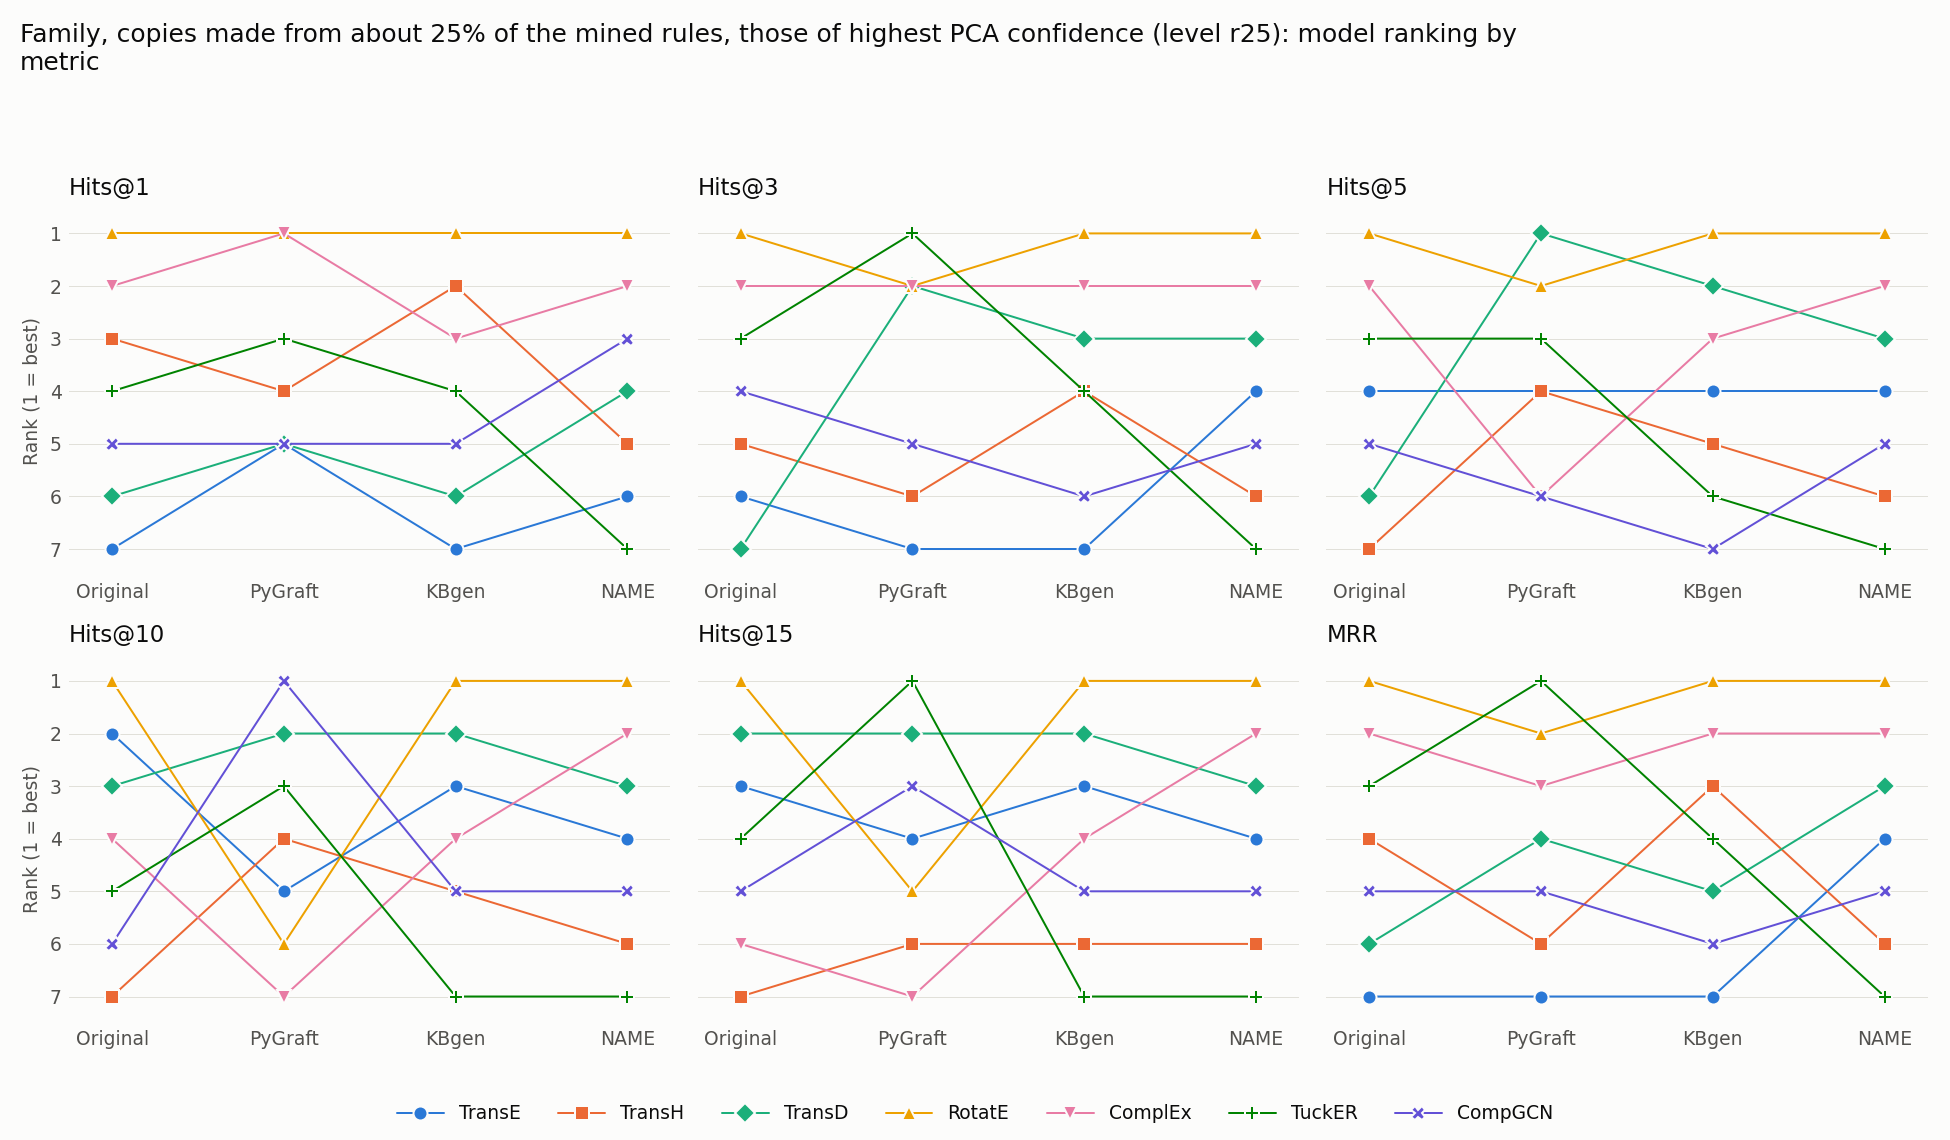 Family, copies made from about 25% of the mined rules, those of highest PCA confidence (level r25): model ranking by
metric
Hits@1
Hits@3
Hits@5
Rank (1 = best)
1
2
3
4
5
6
7
Original PyGraft KBgen NAME
Original PyGraft KBgen NAME
Original PyGraft KBgen NAME
Hits@10
Hits@15
MRR
Rank (1 = best)
1
2
3
4
5
6
7
Original PyGraft KBgen NAME
Original PyGraft KBgen NAME
Original PyGraft KBgen NAME
TransE TransH TransD RotatE ComplEx TuckER CompGCN